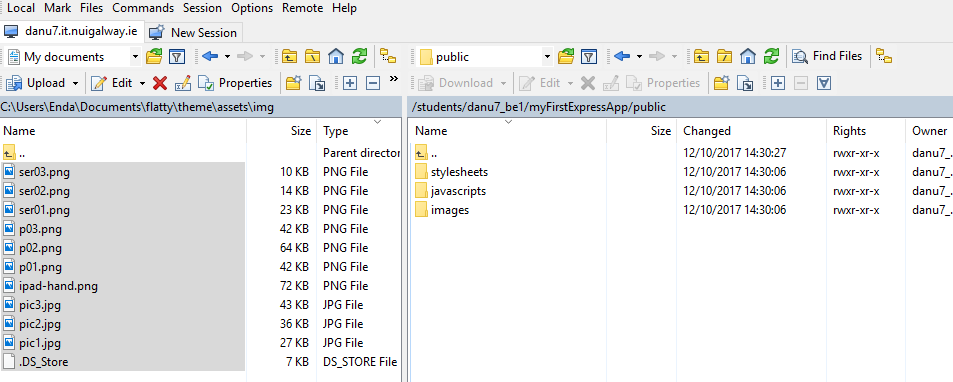 Local Mark Files Commands Session Options Remote Help
danu7.it.nuigalway.ie New Session
My documents public Find Files
Upload Edit Properties » Download Edit Properties
C:\Users\Enda\Documents\flatty\theme\assets\img /students/danu7_be1/myFirstExpressApp/public
Name Size Type Name Size Changed Rights Owner
.. Parent director .. 12/10/2017 14:30:27 rwxr-xr-x danu7_..
ser03.png 10 KB PNG File stylesheets 12/10/2017 14:30:06 rwxr-xr-x danu7_..
ser02.png 14 KB PNG File javascripts 12/10/2017 14:30:06 rwxr-xr-x danu7_..
ser01.png 23 KB PNG File images 12/10/2017 14:30:06 rwxr-xr-x danu7_..
p03.png 42 KB PNG File
p02.png 64 KB PNG File
p01.png 42 KB PNG File
ipad-hand.png 72 KB PNG File
pic3.jpg 43 KB JPG File
pic2.jpg 36 KB JPG File
pic1.jpg 27 KB JPG File
.DS_Store 7 KB DS_STORE File